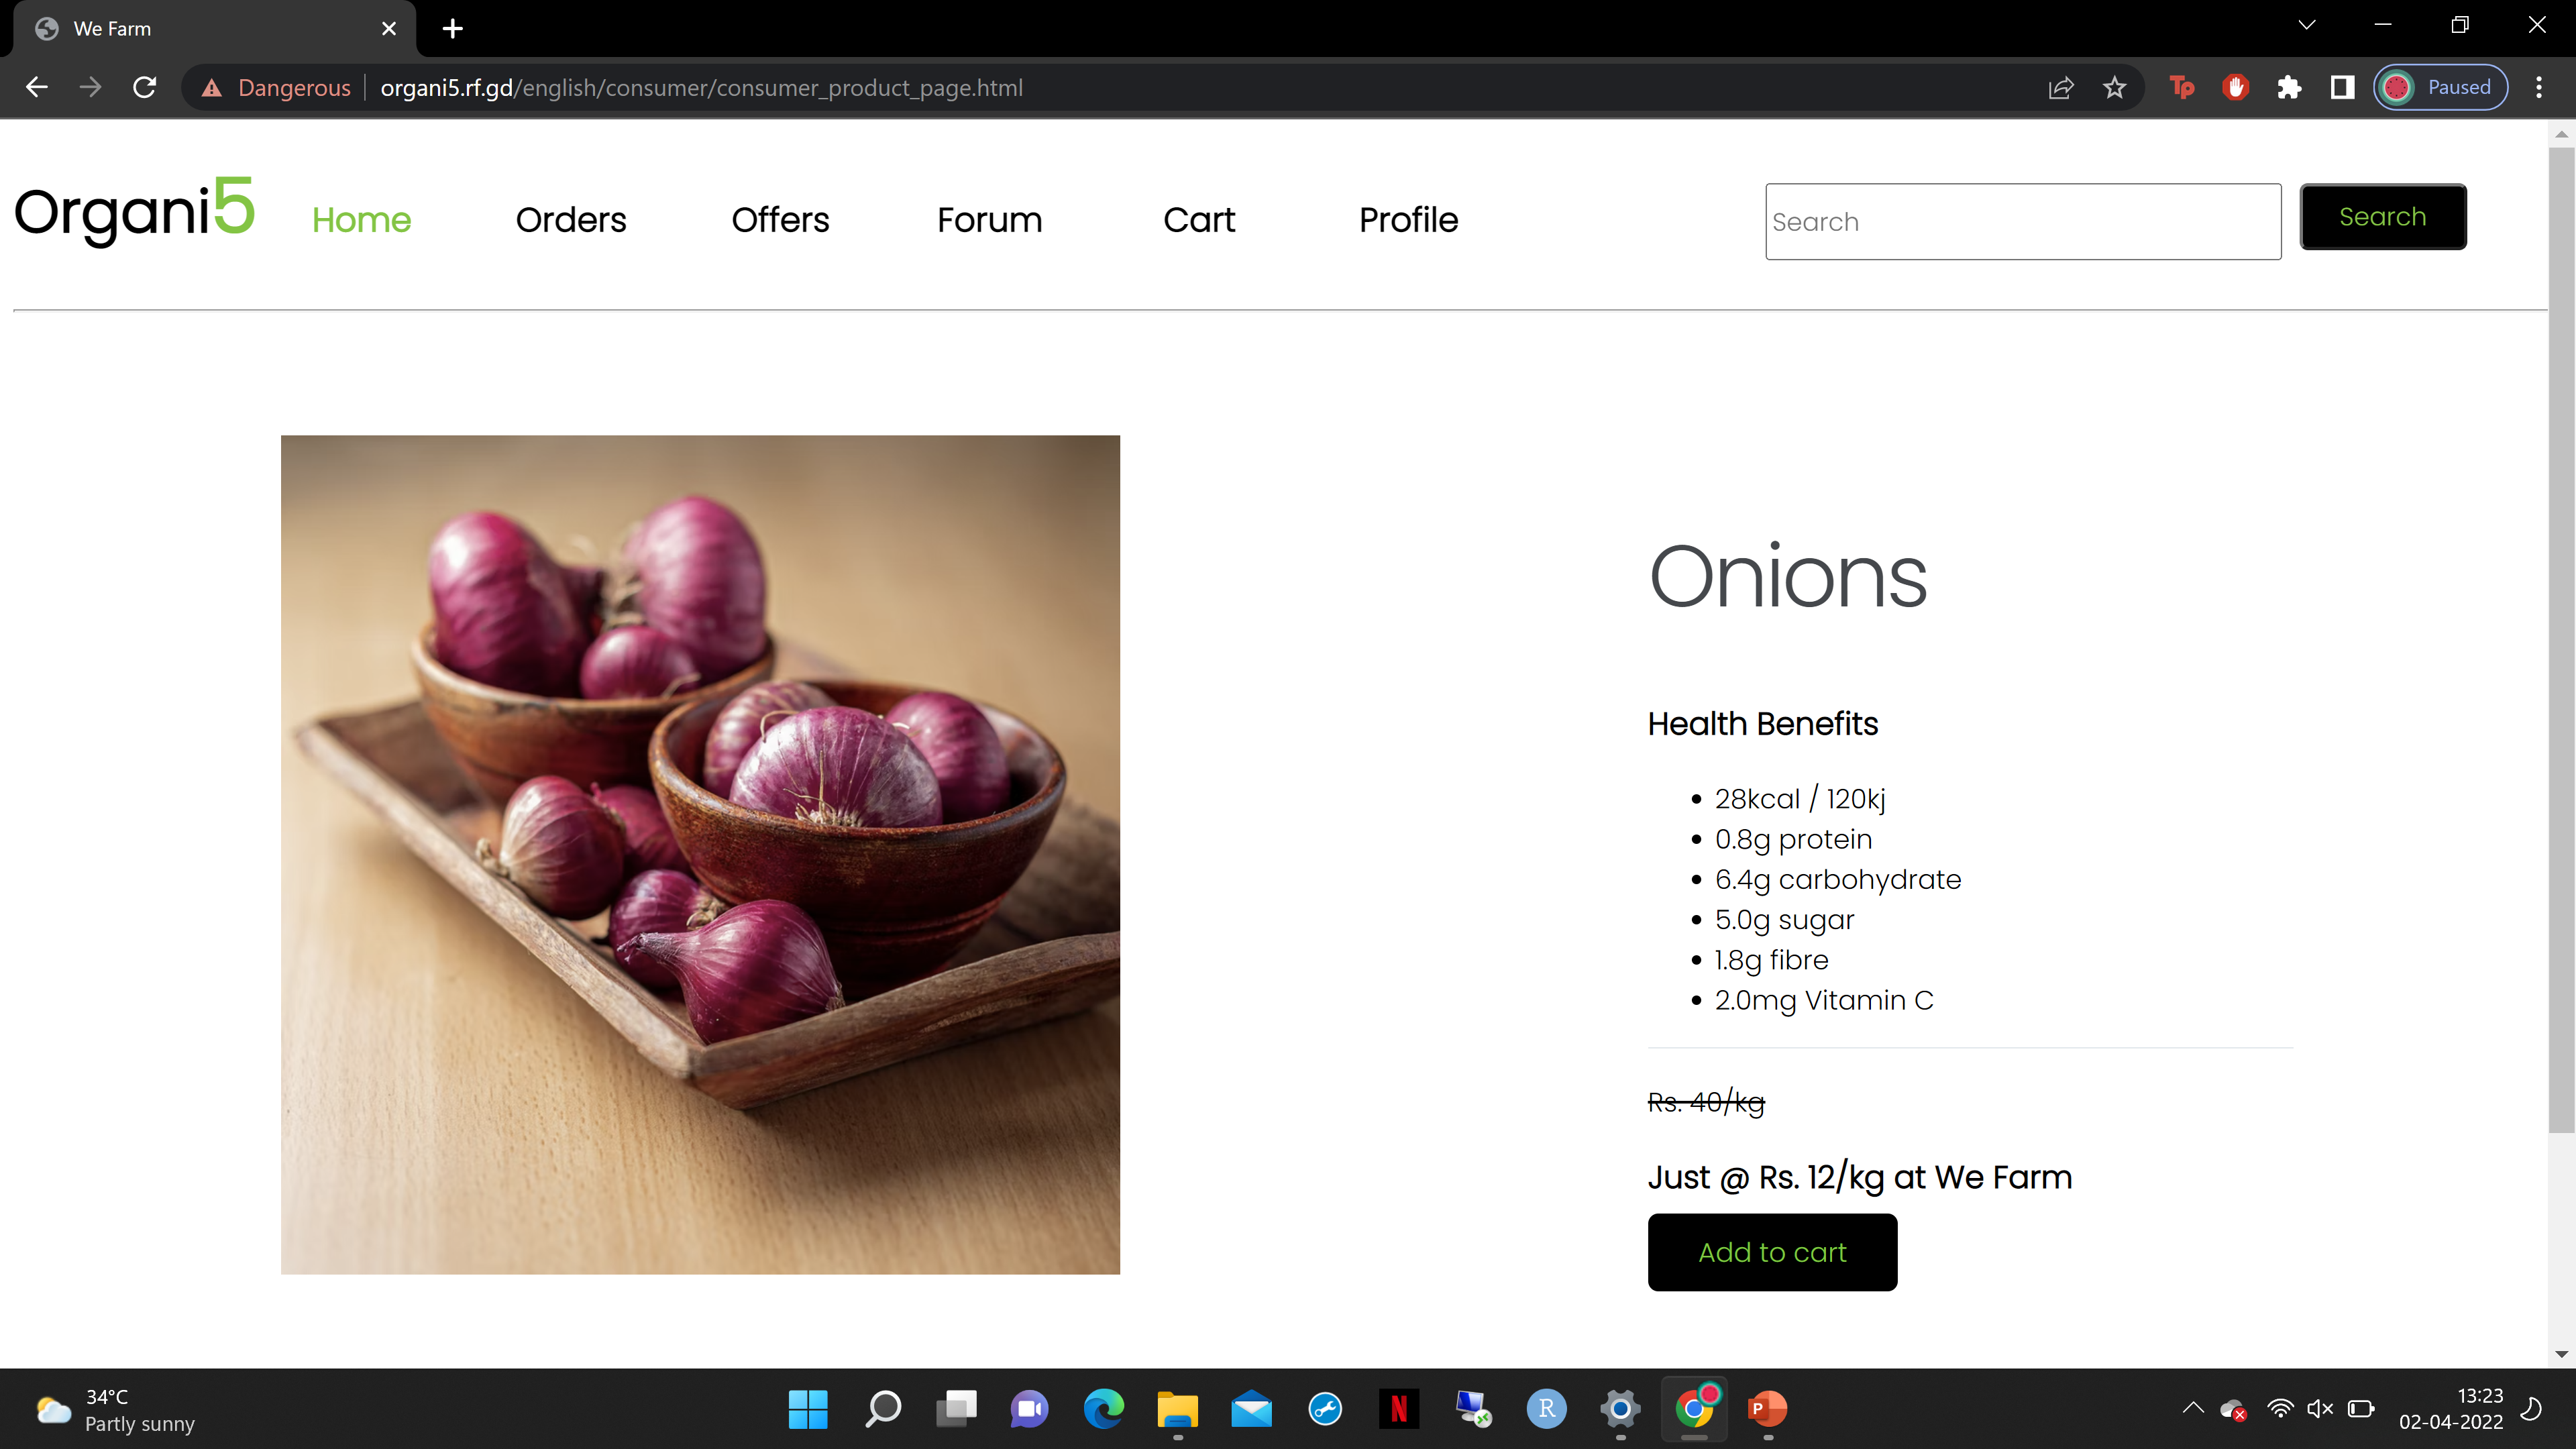 We Farm
Dangerous
organi5.rf.gd/english/consumer/consumer_product_page.html
Tp
Paused
Organi5
Home
Orders
Offers
Forum
Cart
Profile
Search
Search
Onions
Health Benefits
28kcal / 120kj
0.8g protein
6.4g carbohydrate
5.0g sugar
1.8g fibre
2.0mg Vitamin C
Rs. 40/kg
Just @ Rs. 12/kg at We Farm
Add to cart
34°C
Partly sunny
N
R
P
13:23
02-04-2022